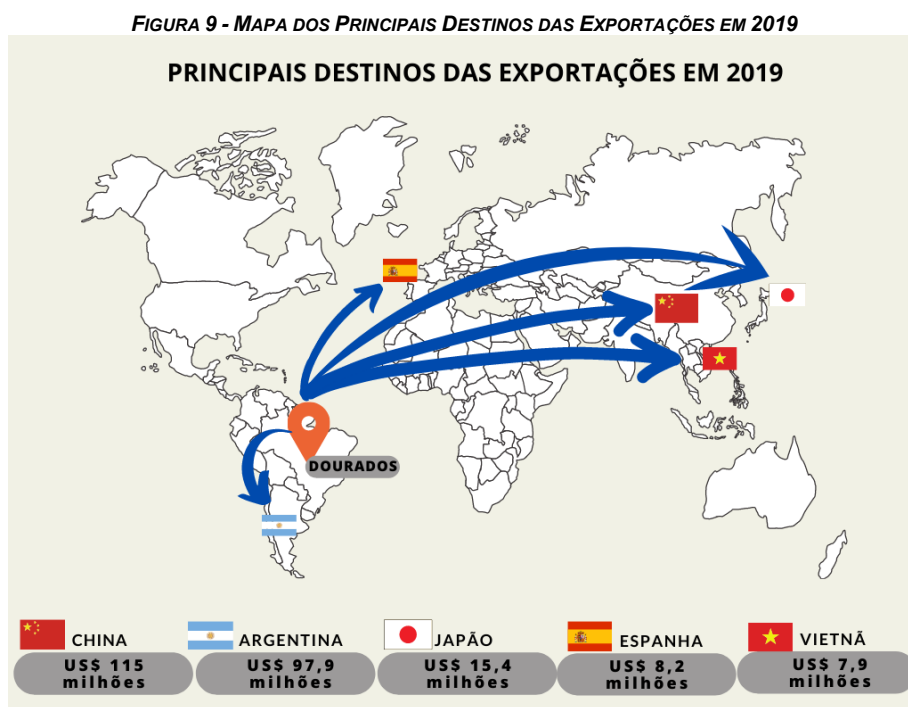 FIGURA 9 - MAPA DOS PRINCIPAIS DESTINOS DAS EXPORTAÇÕES EM 2019
PRINCIPAIS DESTINOS DAS EXPORTAÇÕES EM 2019
DOURADOS
CHINA
US$ 115
milhões
ARGENTINA
US$ 97,9
milhões
JAPÃO
US$ 15,4
milhões
ESPANHA
US$ 8,2
milhões
VIETNÃ
US$ 7,9
milhões